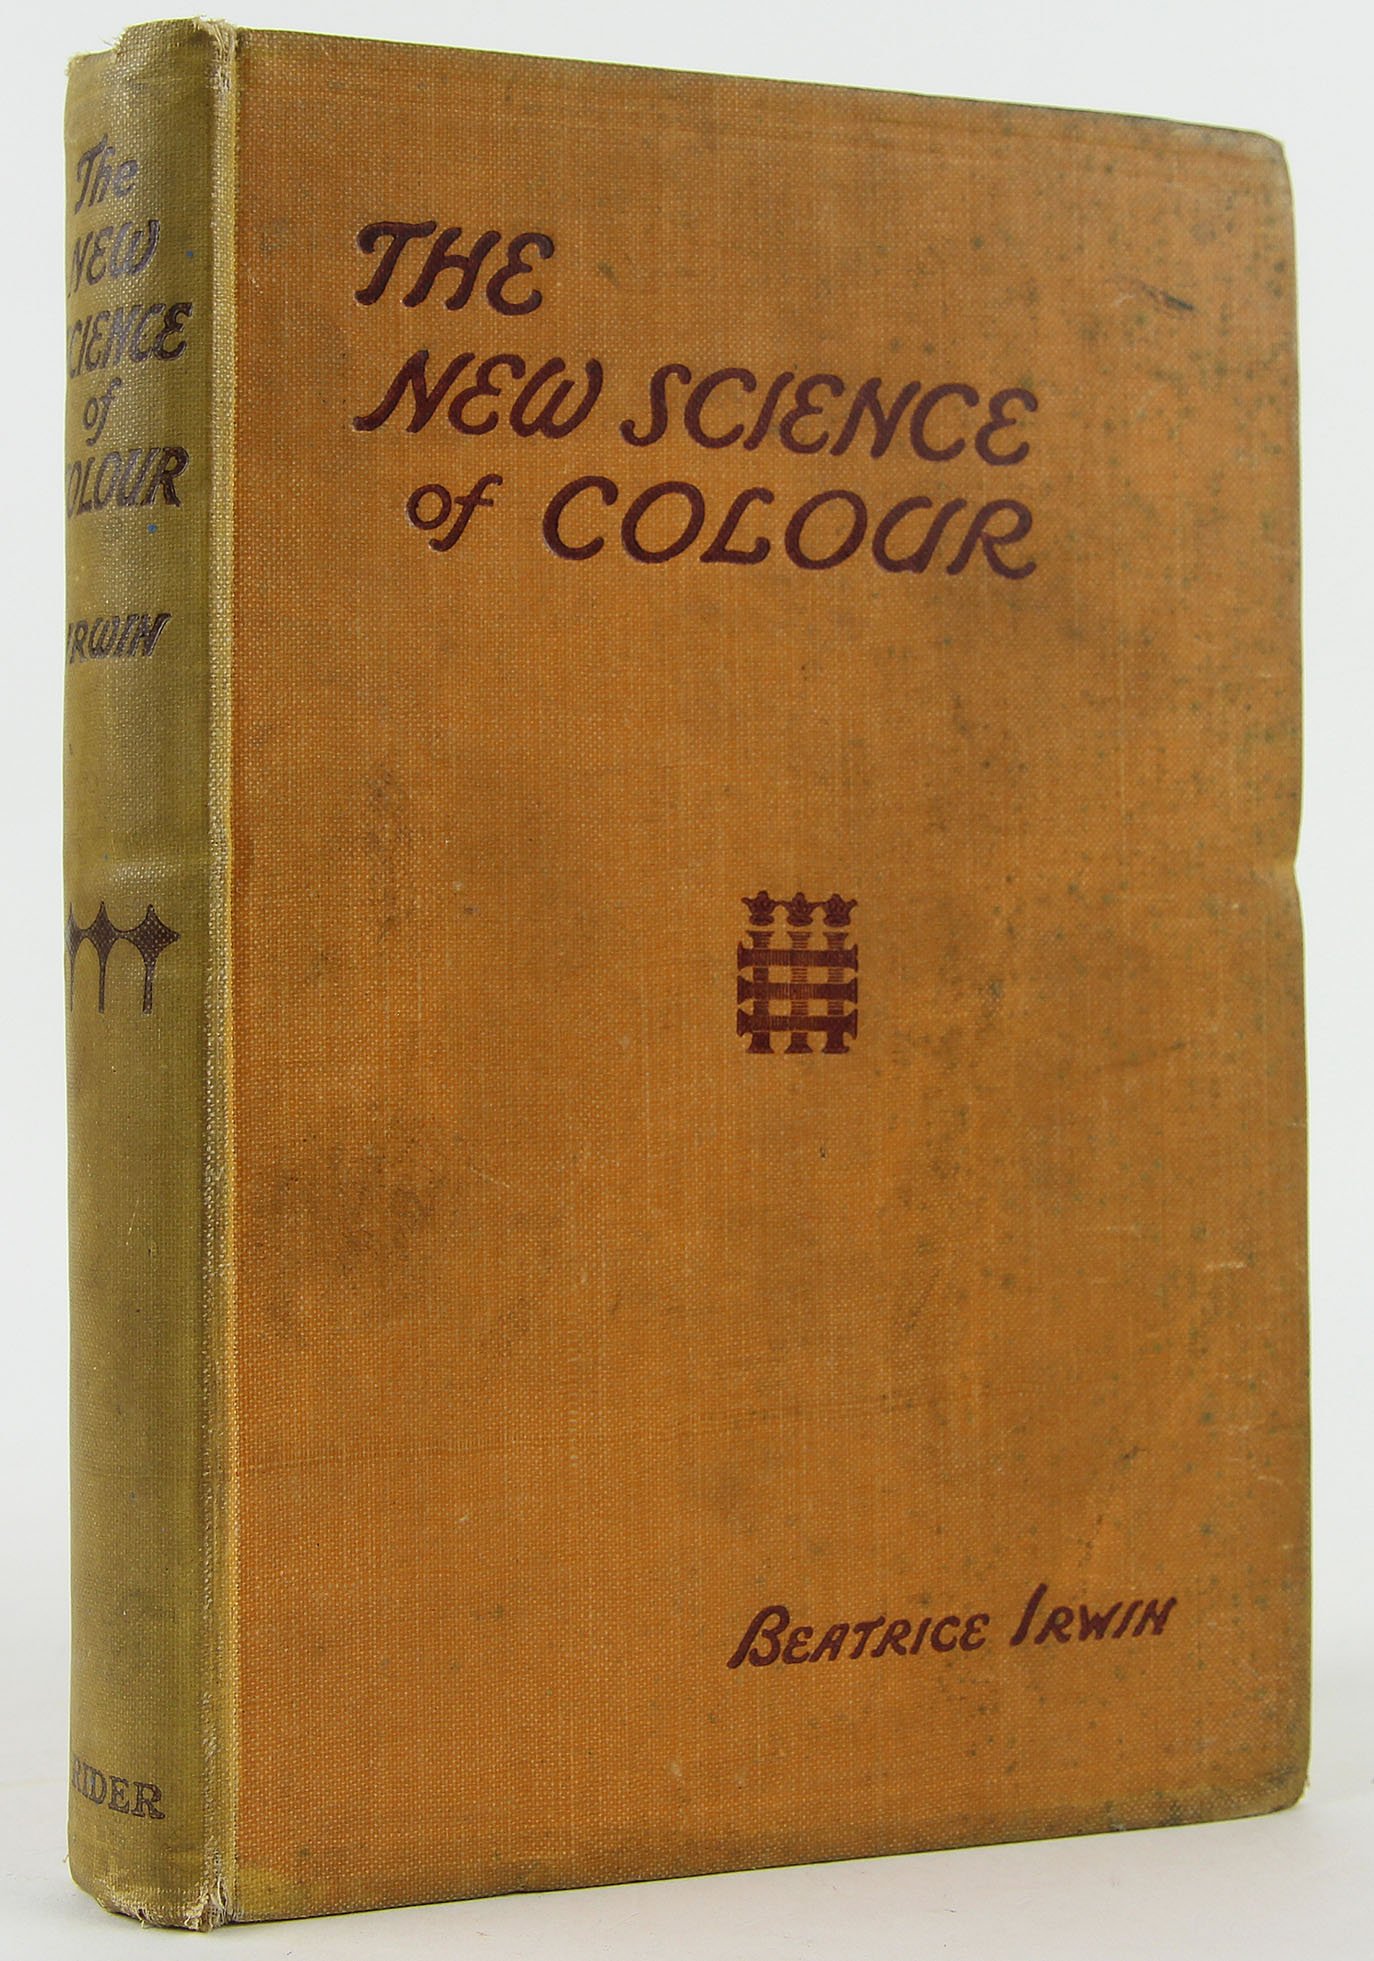 The
NEW
SCIENCE
of
COLOUR
IRWIN
RIDER
THE
NEW SCIENCE
of COLOUR
BEATRICE IRWIN